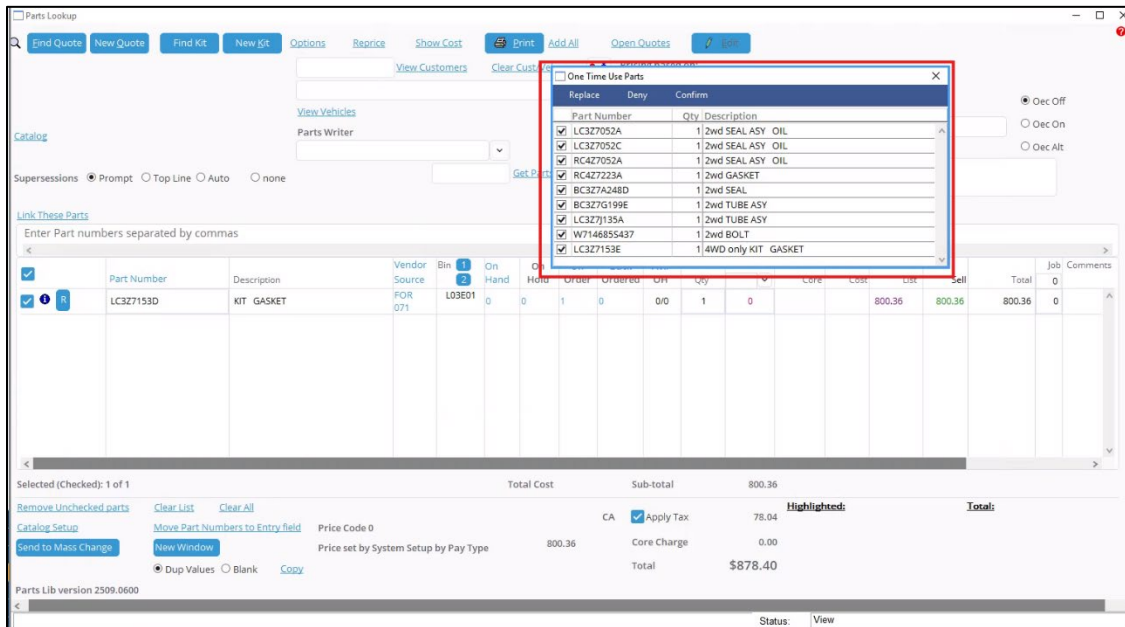 Parts Lookup
Find Quote New Quote Find Kit New Kit Options Reprice Show Cost Print Add All Open Quotes Edit
View Customers Clear Cust/Veh
One Time Use Parts
Replace Deny Confirm
Part Number Qty Description
LC3Z7052A 1 2wd SEAL ASY OIL
LC3Z7052C 1 2wd SEAL ASY OIL
RC4Z7052A 1 2wd SEAL ASY OIL
RC4Z7223A 1 2wd GASKET
BC3Z7A248D 1 2wd SEAL
BC3Z7G199E 1 2wd TUBE ASY
LC3Z7J135A 1 2wd TUBE ASY
W714685S437 1 2wd BOLT
LC3Z7153E 1 4WD only KIT GASKET
Oec Off
Oec On
Oec Alt
View Vehicles
Catalog
Parts Writer
Supersessions Prompt Top Line Auto none
Get Parts
Link These Parts
Enter Part numbers separated by commas
Part Number Description Vendor Source Bin 1 2 On Hand On Hold Order Ordered OH Qty Core Cost List Sell Total Job 0 Comments
R LC3Z7153D KIT GASKET FOR 071 L03E01 0 0 1 0 0/0 1 0 800.36 800.36 800.36 0
Selected (Checked): 1 of 1 Total Cost Sub-total 800.36
Remove Unchecked parts Clear List Clear All Highlighted: Total:
CA Apply Tax 78.04
Catalog Setup Move Part Numbers to Entry field Price Code 0
Send to Mass Change New Window Price set by System Setup by Pay Type 800.36 Core Charge 0.00
Dup Values Blank Copy Total $878.40
Parts Lib version 2509.0600
Status: View